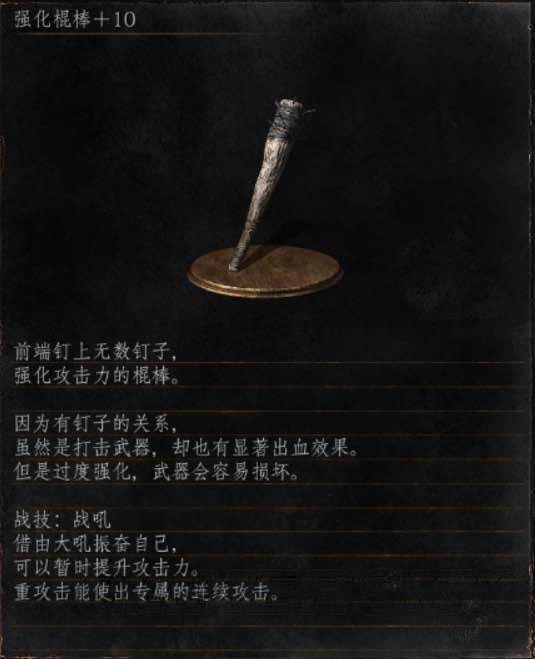 强化棍棒＋10
前端钉上无数钉子，
强化攻击力的棍棒。
因为有钉子的关系，
虽然是打击武器，却也有显著出血效果。
但是过度强化，武器会容易损坏。
战技：战吼
借由大吼振奋自己，
可以暂时提升攻击力。
重攻击能使出专属的连续攻击。